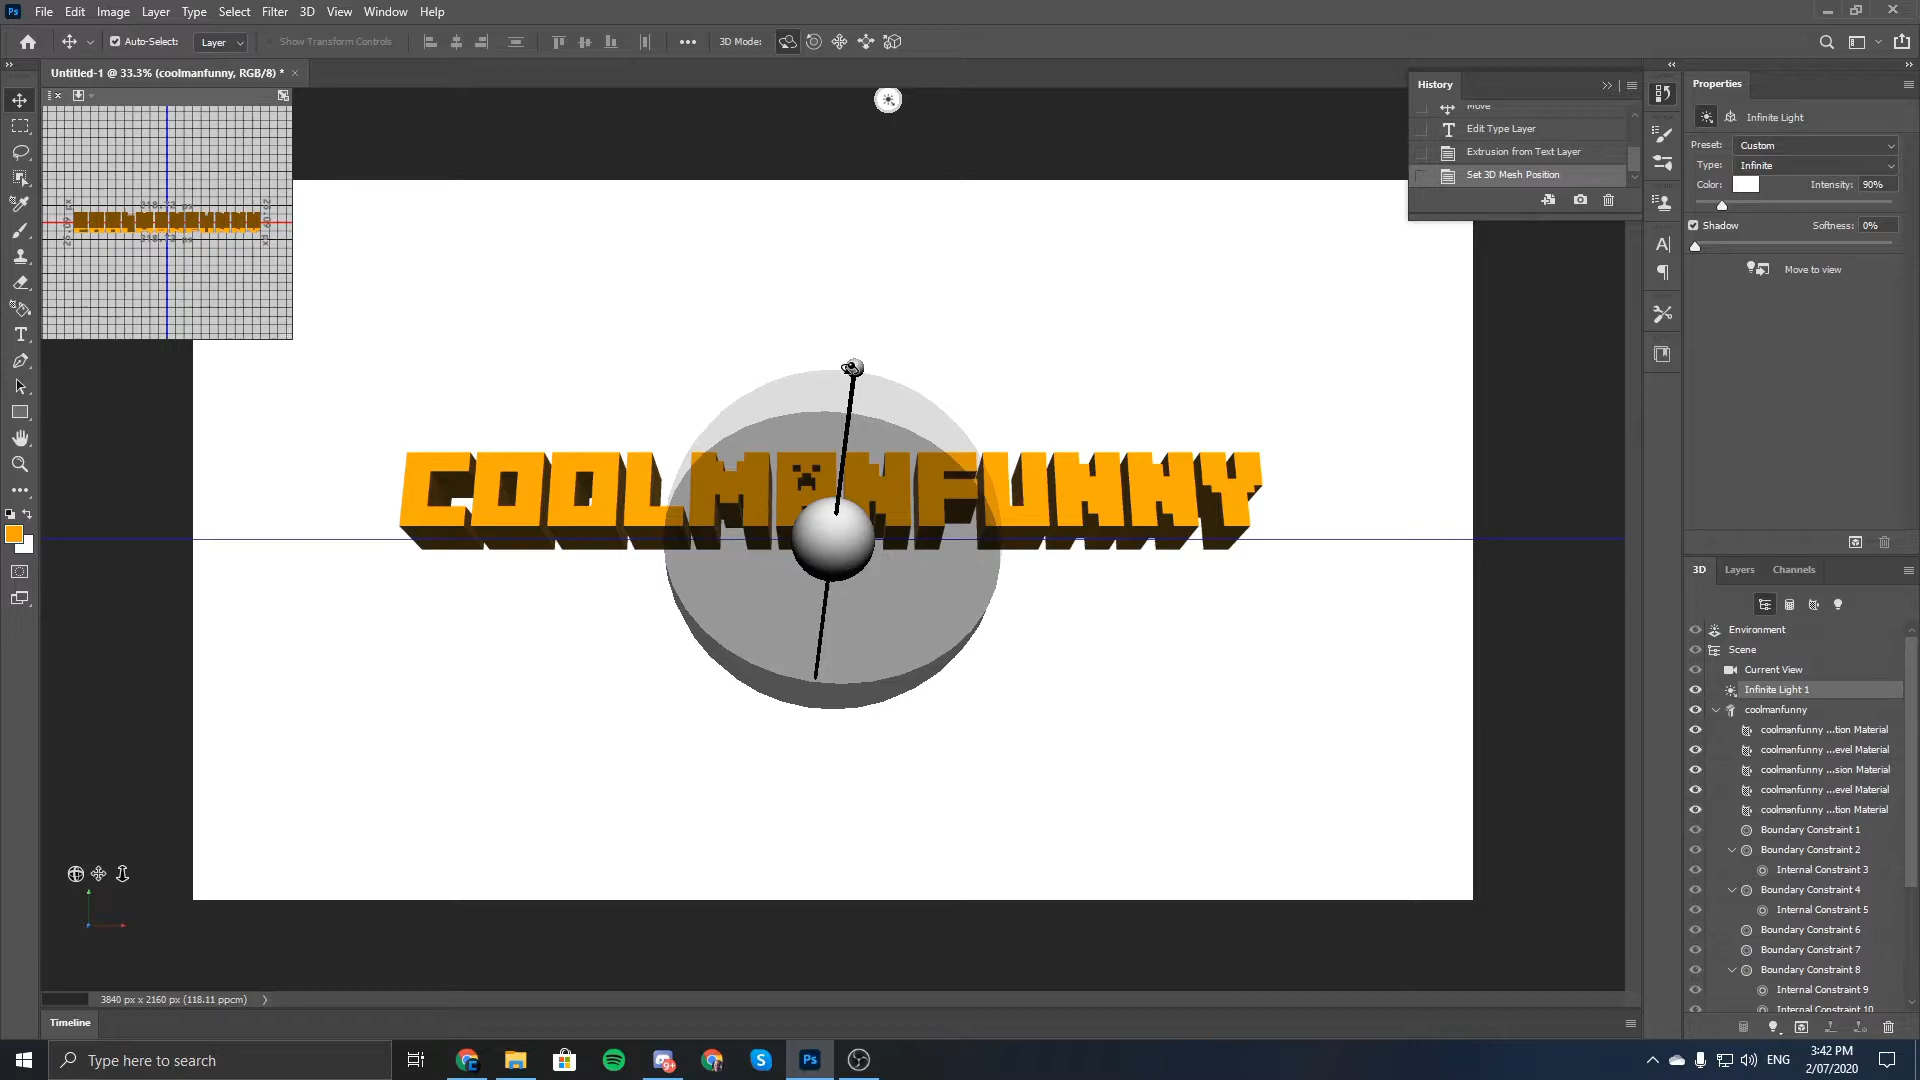 Ps File Edit Image Layer Type Select Filter 3D View Window Help
Auto-Select: Layer Show Transform Controls 3D Mode:
Untitled-1 @ 33.3% (coolmanfunny, RGB/8) *
History
Move
Edit Type Layer
Extrusion from Text Layer
Set 3D Mesh Position
Properties
Infinite Light
Preset: Custom
Type: Infinite
Color: Intensity: 90%
Shadow Softness: 0%
Move to view
COOLMANFUNNY
3D Layers Channels
Environment
Scene
Current View
Infinite Light 1
coolmanfunny
coolmanfunny ...tion Material
coolmanfunny ...evel Material
coolmanfunny ...sion Material
coolmanfunny ...evel Material
coolmanfunny ...tion Material
Boundary Constraint 1
Boundary Constraint 2
Internal Constraint 3
Boundary Constraint 4
Internal Constraint 5
Boundary Constraint 6
Boundary Constraint 7
Boundary Constraint 8
Internal Constraint 9
Internal Constraint 10
3840 px x 2160 px (118.11 ppcm)
Timeline
Type here to search
Ps
ENG
3:42 PM
2/07/2020